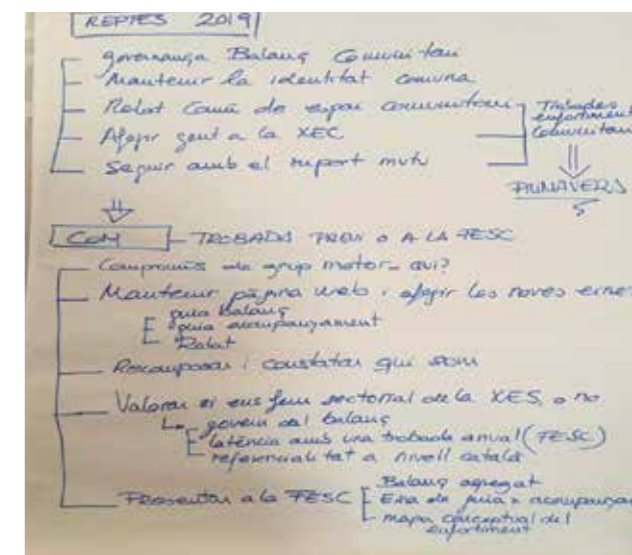 REPTES 2019
governança Balanç Comunitari
Mantenir la identitat comuna
Relat Comú de espai comunitari
Afegir gent a la XEC
Seguir amb el suport mutu
Trobades
enfortiment
Comunitari
PRIMAVERA
COM
TROBADA PREVI o A LA FESC
Compromís de grup motor - qui?
Mantenir pàgina web i afegir les noves eines
guia balanç
guia acompanyament
Relat
Recomposar i constatar qui som
Valorar si ens fem sectorial de la XES, o no
govern del balanç
latència amb una trobada anual (FESC)
referencialitat a nivell català
Presentar a la FESC
Balanç agregat
Eina de guia
mapa conceptual del
enfortiment